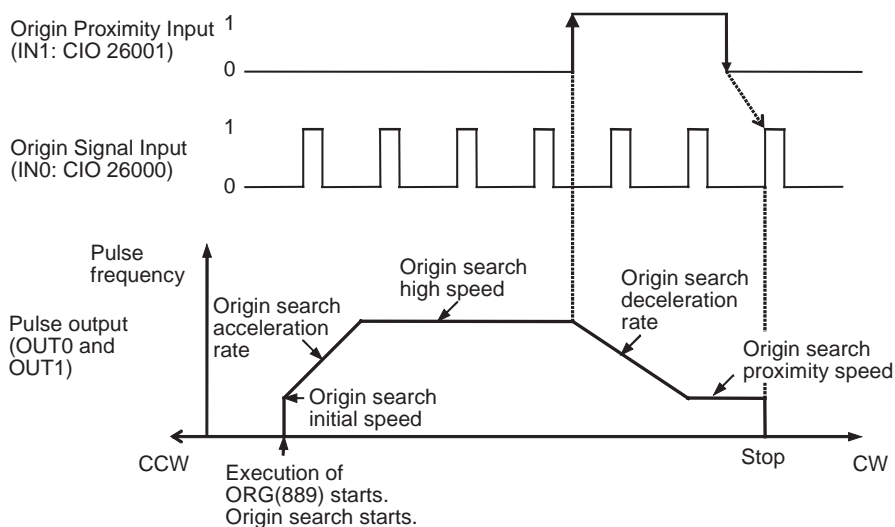 Origin Proximity Input
(IN1: CIO 26001)
1
0
Origin Signal Input
(IN0: CIO 26000)
1
0
Pulse
frequency
Pulse output
(OUT0 and
OUT1)
Origin search
acceleration
rate
Origin search
high speed
Origin search
deceleration
rate
Origin search
proximity speed
Origin search
initial speed
CCW
Execution of
ORG(889) starts.
Origin search starts.
Stop
CW